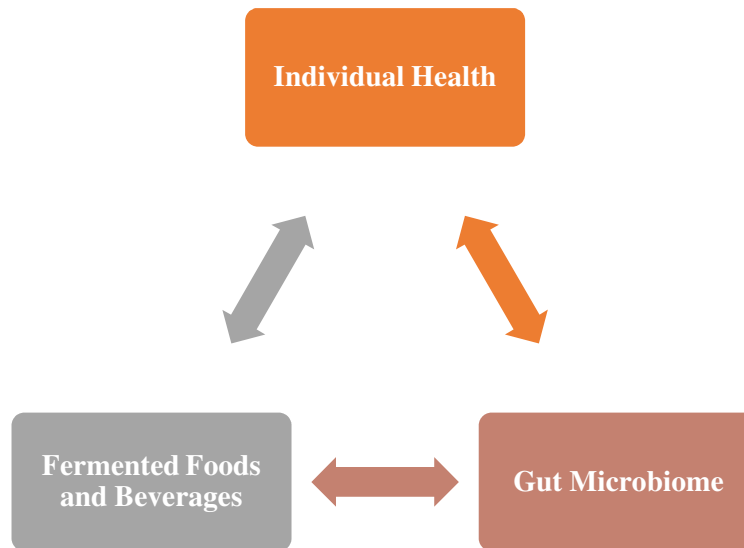 Individual Health
Fermented Foods
and Beverages
Gut Microbiome